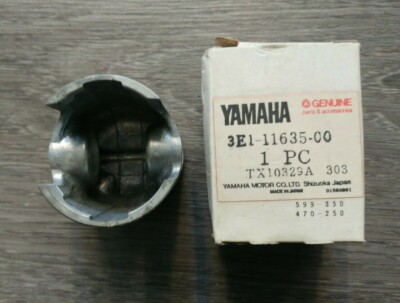 YAMAHA
GENUINE
parts & accessories
3E1-11635-00
1 PC
TX10329A 303
YAMAHA MOTOR CO., LTD. Shizuoka Japan
MADE IN JAPAN
599-350
470-250